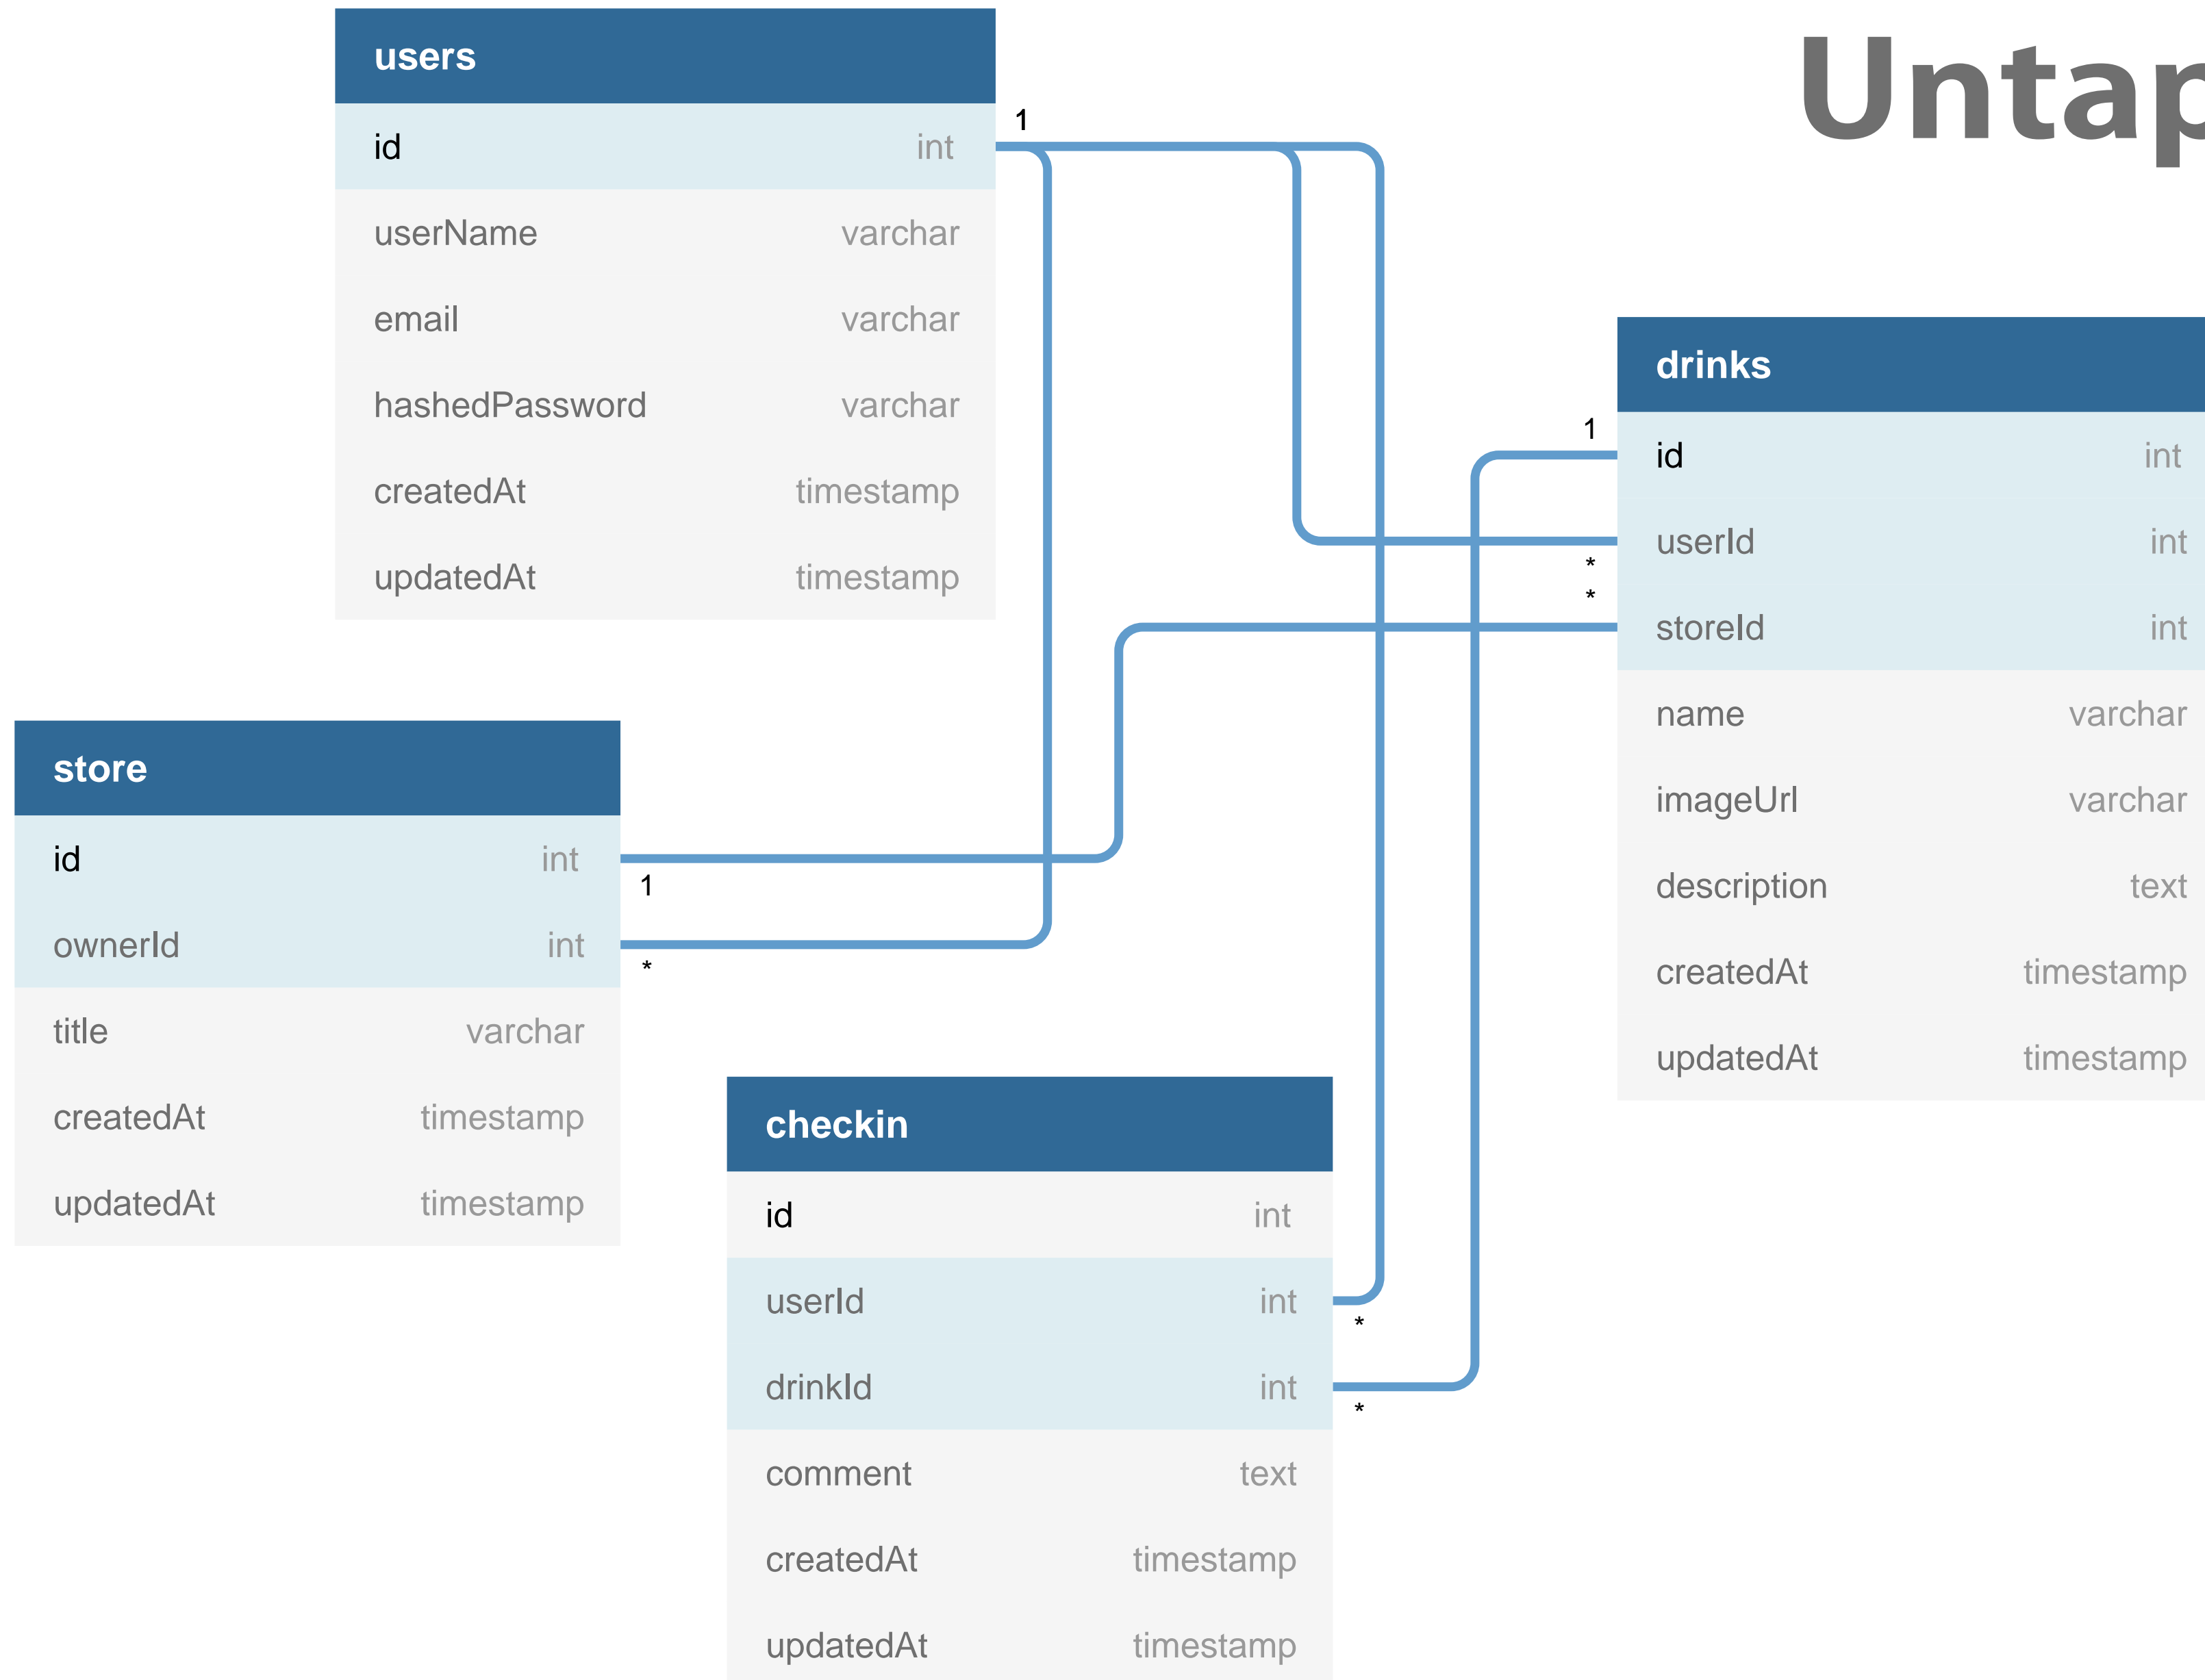 Untap
users
id int
userName varchar
email varchar
hashedPassword varchar
createdAt timestamp
updatedAt timestamp
1
drinks
1
id int
userId int
*
*
storeId int
name varchar
imageUrl varchar
description text
createdAt timestamp
updatedAt timestamp
store
id int
1
ownerId int
*
title varchar
createdAt timestamp
updatedAt timestamp
checkin
id int
userId int
*
drinkId int
*
comment text
createdAt timestamp
updatedAt timestamp